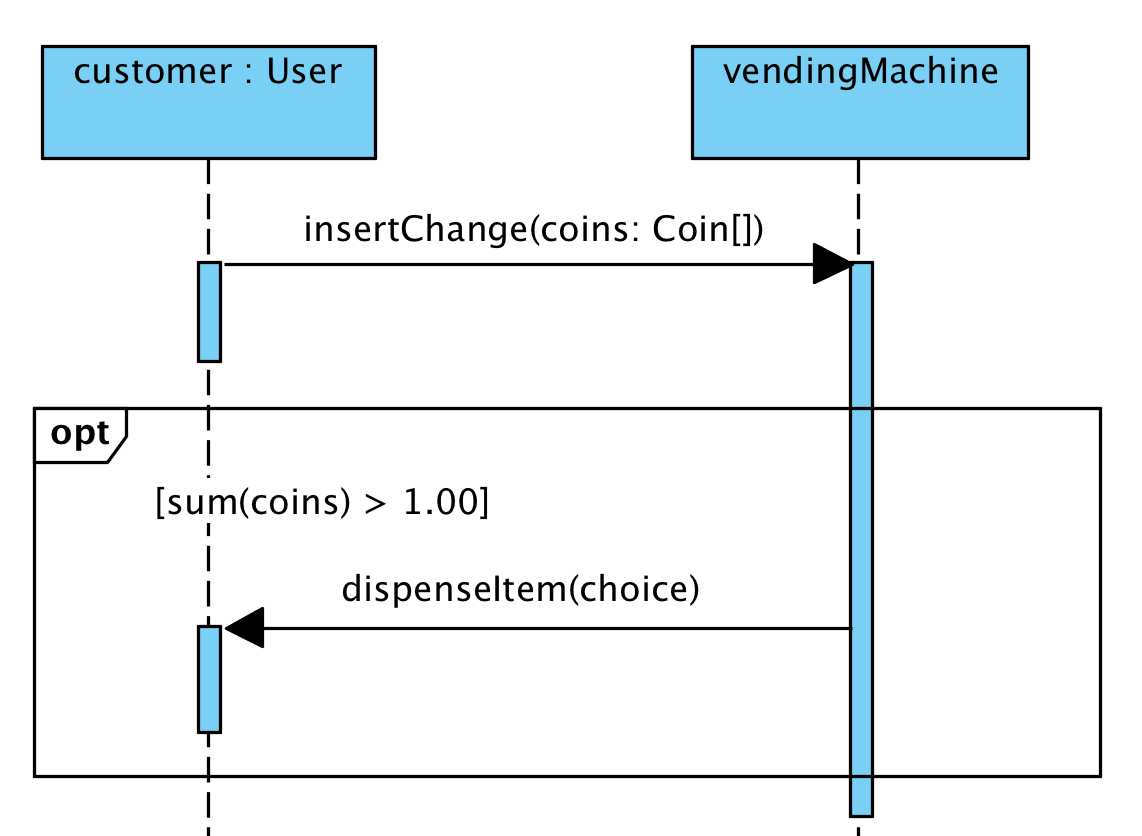 customer : User
vendingMachine
insertChange(coins: Coin[])
opt
[sum(coins) > 1.00]
dispenseItem(choice)